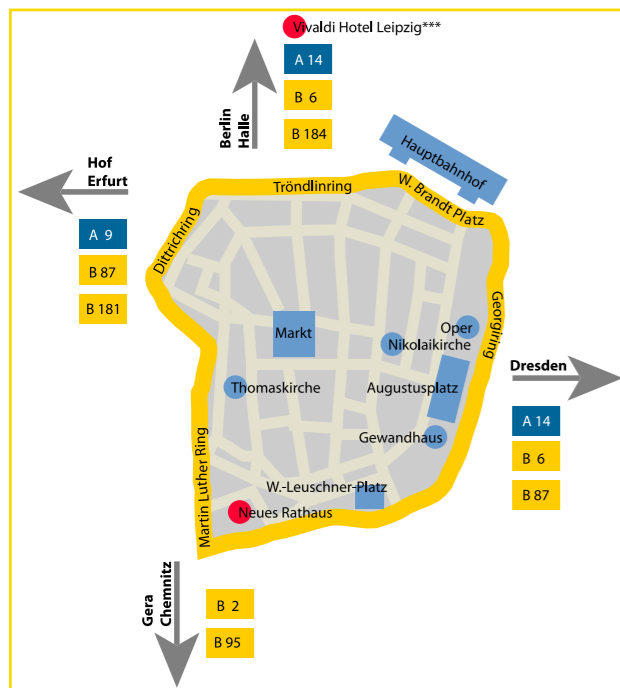 Vivaldi Hotel Leipzig***
A 14
B 6
B 184
Berlin
Halle
Hauptbahnhof
Hof
Erfurt
A 9
B 87
B 181
Tröndlinring
W. Brandt Platz
Dittrichring
Georgiring
Markt
Oper
Nikolaikirche
Thomaskirche
Augustusplatz
Gewandhaus
Dresden
A 14
B 6
B 87
Martin Luther Ring
W.-Leuschner-Platz
Neues Rathaus
Gera
Chemnitz
B 2
B 95